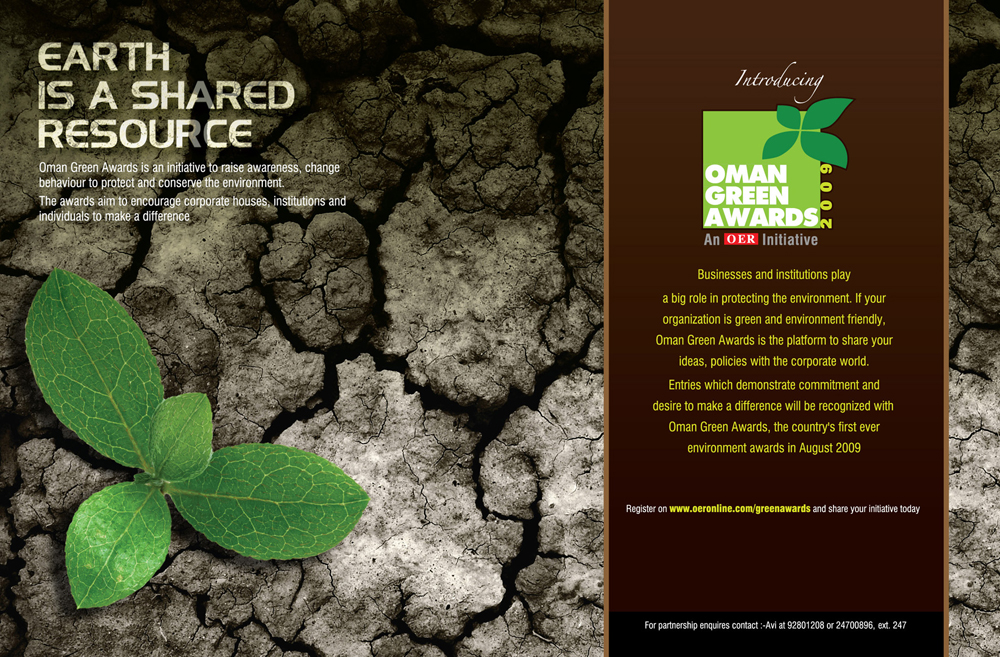 EARTH
IS A SHARED
RESOURCE
Oman Green Awards is an initiative to raise awareness, change
behaviour to protect and conserve the environment.
The awards aim to encourage corporate houses, institutions and
individuals to make a difference
Introducing
OMAN
GREEN
AWARDS
2009
An OER Initiative
Businesses and institutions play
a big role in protecting the environment. If your
organization is green and environment friendly,
Oman Green Awards is the platform to share your
ideas, policies with the corporate world.
Entries which demonstrate commitment and
desire to make a difference will be recognized with
Oman Green Awards, the country's first ever
environment awards in August 2009
Register on www.oeronline.com/greenawards and share your initiative today
For partnership enquires contact :-Avi at 92801208 or 24700896, ext. 247